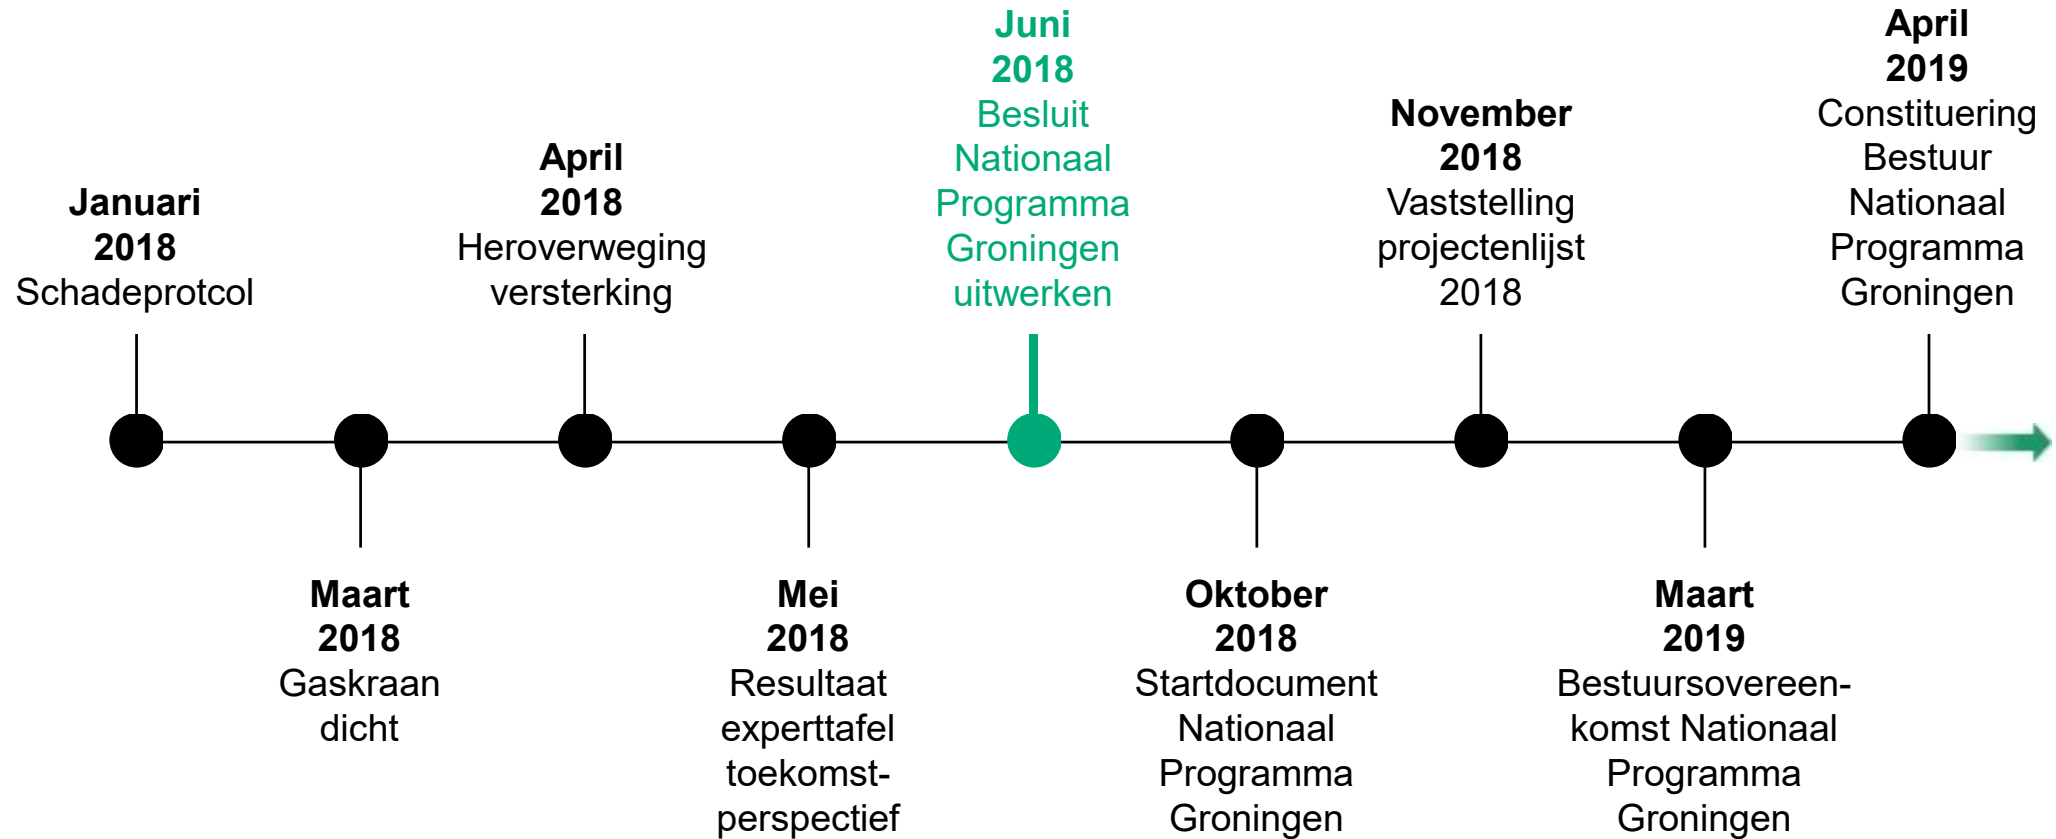 Januari
2018
Schadeprotcol
Maart
2018
Gaskraan
dicht
April
2018
Heroverweging
versterking
Mei
2018
Resultaat
experttafel
toekomst-
perspectief
Juni
2018
Besluit
Nationaal
Programma
Groningen
uitwerken
Oktober
2018
Startdocument
Nationaal
Programma
Groningen
November
2018
Vaststelling
projectenlijst
2018
Maart
2019
Bestuursovereen-
komst Nationaal
Programma
Groningen
April
2019
Constituering
Bestuur
Nationaal
Programma
Groningen